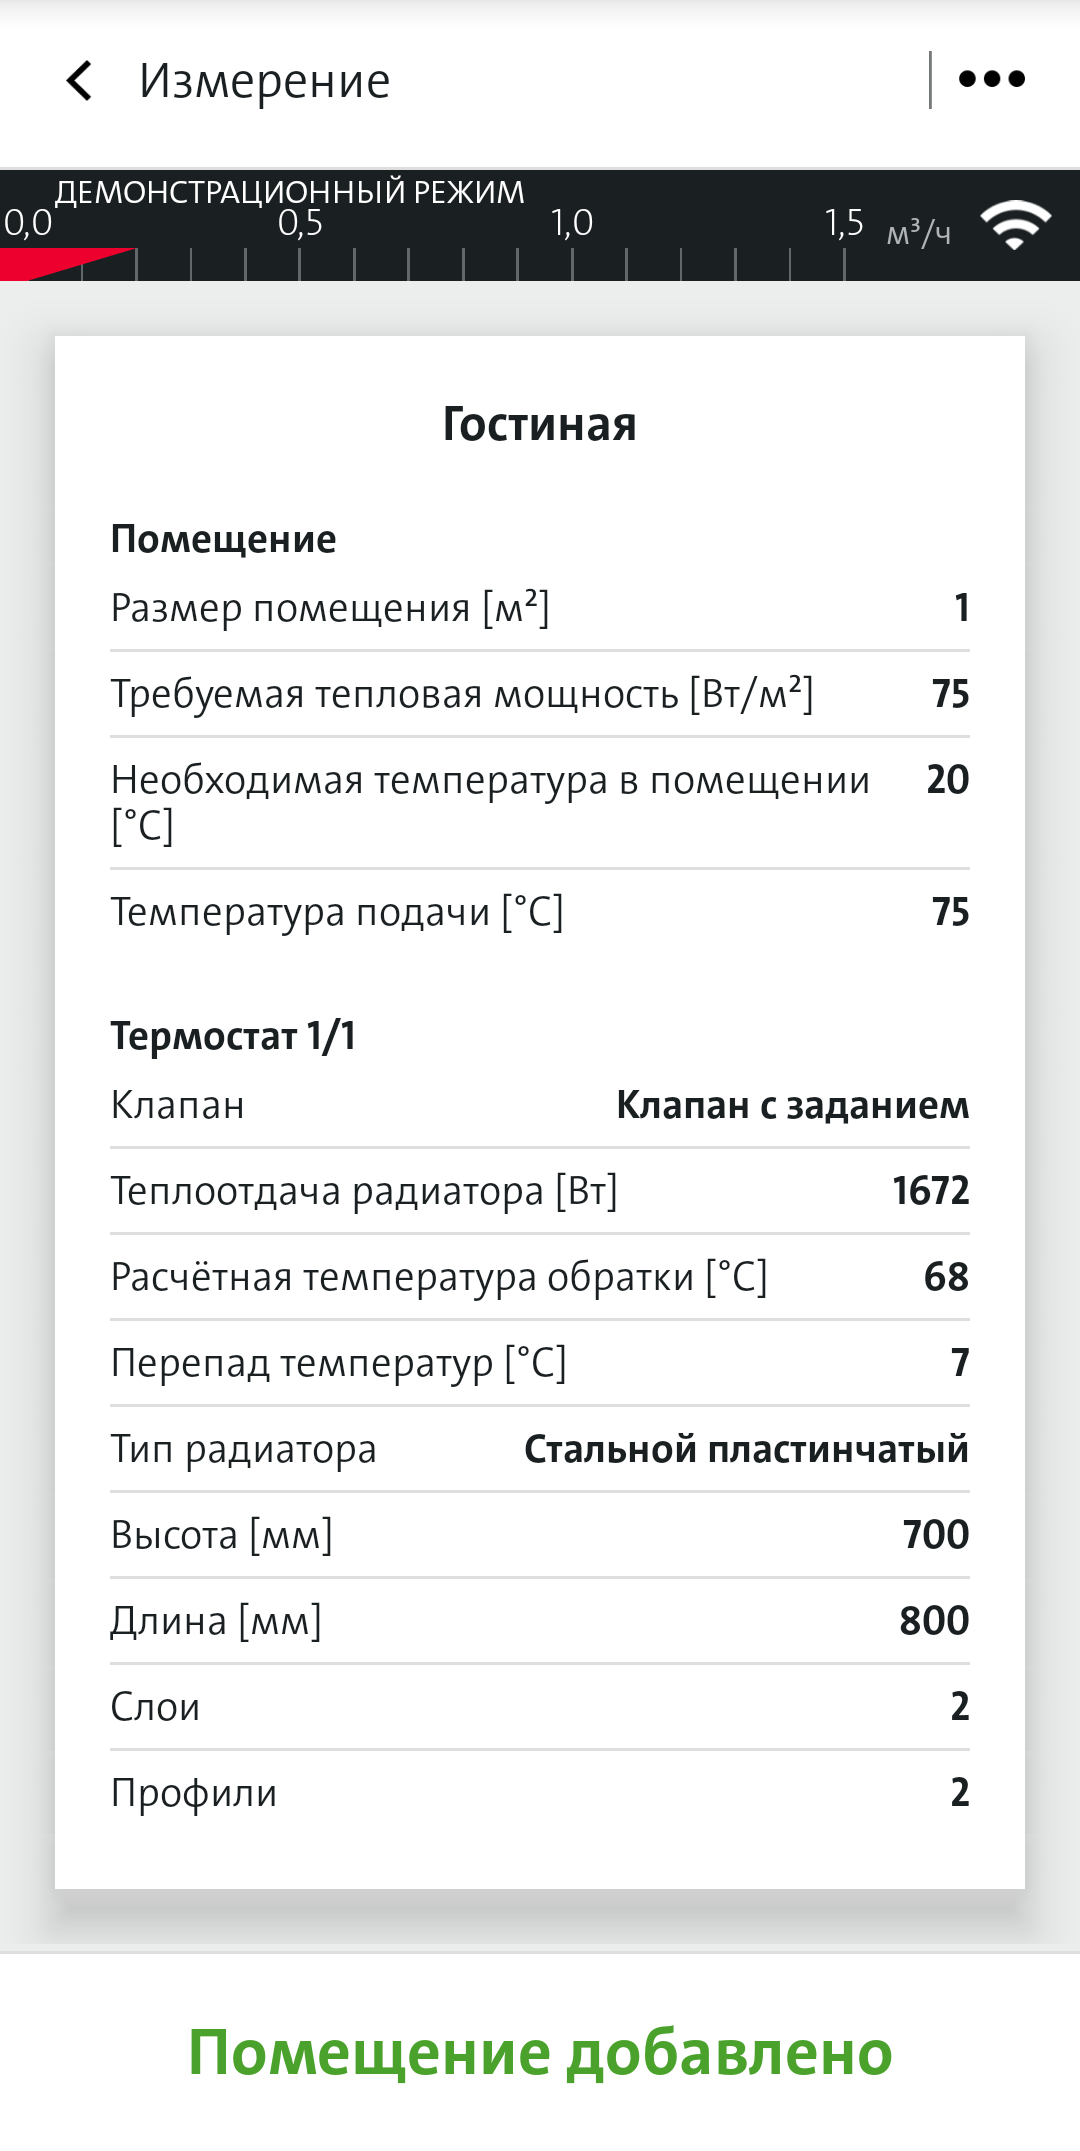 Измерение
ДЕМОНСТРАЦИОННЫЙ РЕЖИМ
0,0 0,5 1,0 1,5 м³/ч
Гостиная
Помещение
Размер помещения [м²] 1
Требуемая тепловая мощность [Вт/м²] 75
Необходимая температура в помещении 20
[°C]
Температура подачи [°C] 75
Термостат 1/1
Клапан Клапан с заданием
Теплоотдача радиатора [Вт] 1672
Расчётная температура обратки [°C] 68
Перепад температур [°C] 7
Тип радиатора Стальной пластинчатый
Высота [мм] 700
Длина [мм] 800
Слои 2
Профили 2
Помещение добавлено